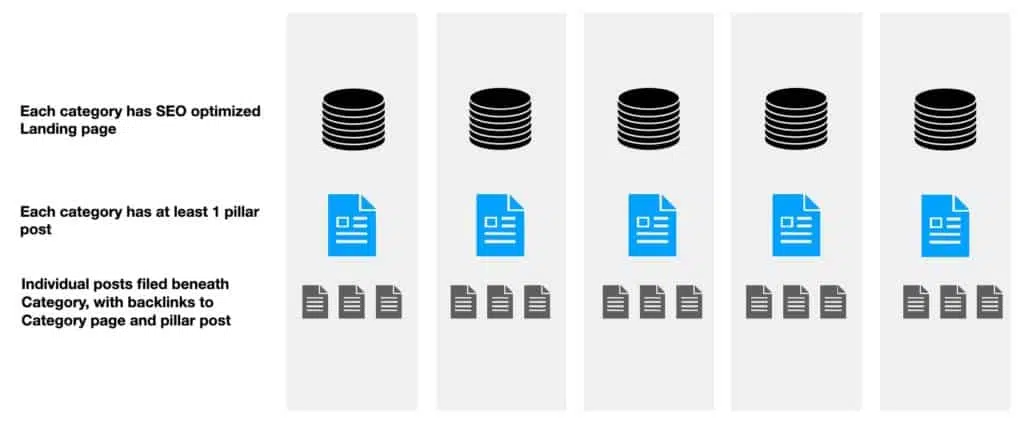 Each category has SEO optimized
Landing page
Each category has at least 1 pillar
post
Individual posts filed beneath
Category, with backlinks to
Category page and pillar post